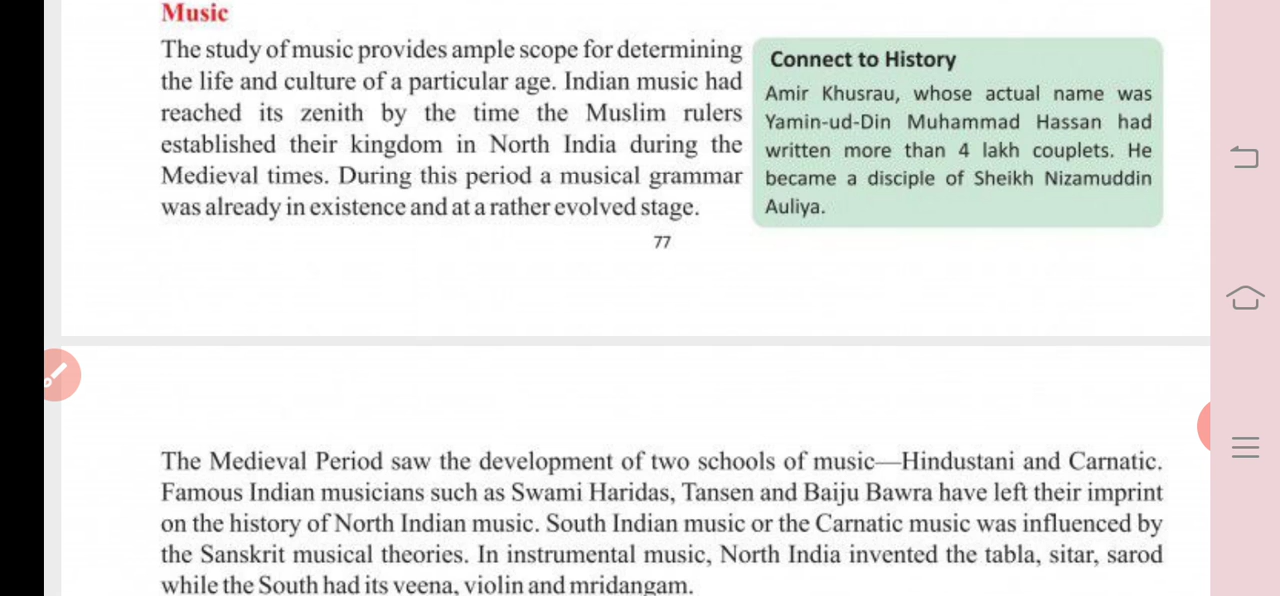 Music
The study of music provides ample scope for determining
the life and culture of a particular age. Indian music had
reached its zenith by the time the Muslim rulers
established their kingdom in North India during the
Medieval times. During this period a musical grammar
was already in existence and at a rather evolved stage.
Connect to History
Amir Khusrau, whose actual name was
Yamin-ud-Din Muhammad Hassan had
written more than 4 lakh couplets. He
became a disciple of Sheikh Nizamuddin
Auliya.
77
The Medieval Period saw the development of two schools of music—Hindustani and Carnatic.
Famous Indian musicians such as Swami Haridas, Tansen and Baiju Bawra have left their imprint
on the history of North Indian music. South Indian music or the Carnatic music was influenced by
the Sanskrit musical theories. In instrumental music, North India invented the tabla, sitar, sarod
while the South had its veena, violin and mridangam.